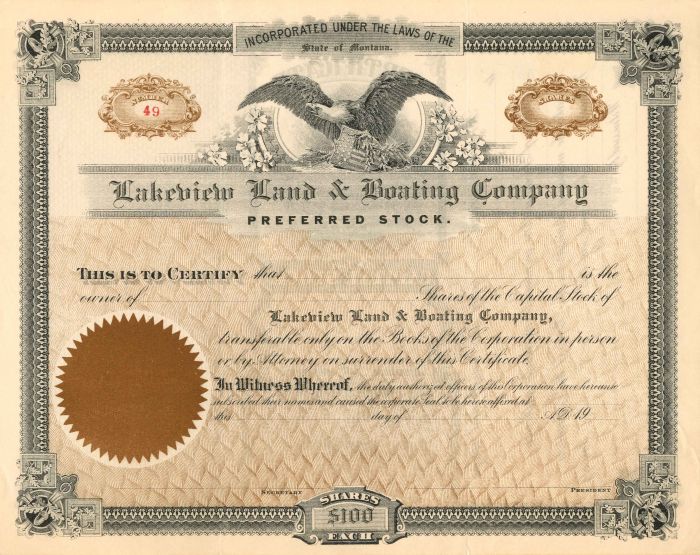 INCORPORATED UNDER THE LAWS OF THE
State of Montana.
NUMBER
49
SHARES
Lakeview Land & Boating Company
PREFERRED STOCK.
THIS IS TO CERTIFY that is the
owner of Shares of the Capital Stock of
Lakeview Land & Boating Company,
transferable only on the Books of the Corporation in person
or by Attorney on surrender of this Certificate.
In Witness Whereof, the duly authorized officers of this Corporation have hereunto
subscribed their names and caused the corporate Seal to be hereto affixed at
this day of A.D. 19
SECRETARY
PRESIDENT
SHARES
$100
EACH